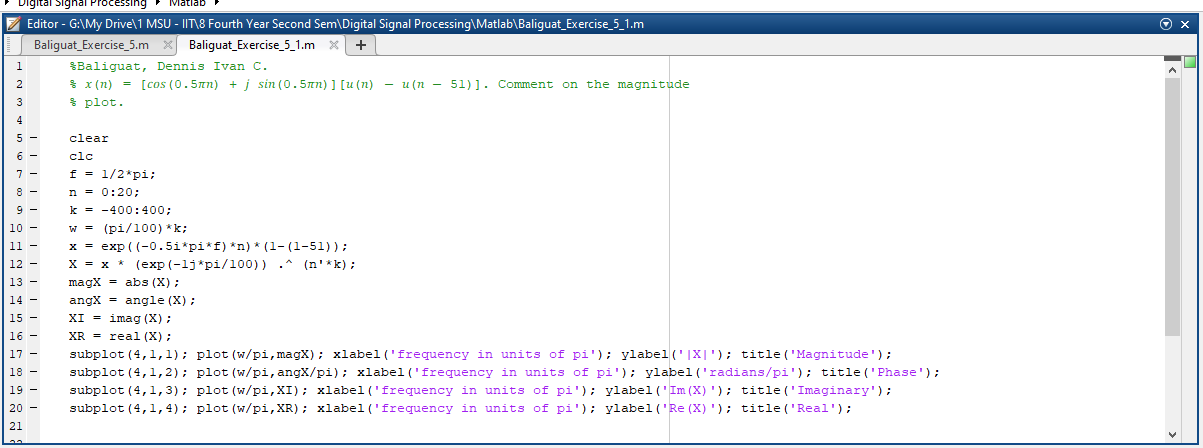 Digital Signal Processing ▸ Matlab ▸
Editor - G:\My Drive\1 MSU - IIT\8 Fourth Year Second Sem\Digital Signal Processing\Matlab\Baliguat_Exercise_5_1.m
Baliguat_Exercise_5.m × Baliguat_Exercise_5_1.m × +
1 %Baliguat, Dennis Ivan C.
2 % x(n) = [cos(0.5πn) + j sin(0.5πn)][u(n) − u(n − 51)]. Comment on the magnitude
3 % plot.
4
5 − clear
6 − clc
7 − f = 1/2*pi;
8 − n = 0:20;
9 − k = -400:400;
10 − w = (pi/100)*k;
11 − x = exp((-0.5i*pi*f)*n)*(1-(1-51));
12 − X = x * (exp(-1j*pi/100)) .^ (n'*k);
13 − magX = abs(X);
14 − angX = angle(X);
15 − XI = imag(X);
16 − XR = real(X);
17 − subplot(4,1,1); plot(w/pi,magX); xlabel('frequency in units of pi'); ylabel('|X|'); title('Magnitude');
18 − subplot(4,1,2); plot(w/pi,angX/pi); xlabel('frequency in units of pi'); ylabel('radians/pi'); title('Phase');
19 − subplot(4,1,3); plot(w/pi,XI); xlabel('frequency in units of pi'); ylabel('Im(X)'); title('Imaginary');
20 − subplot(4,1,4); plot(w/pi,XR); xlabel('frequency in units of pi'); ylabel('Re(X)'); title('Real');
21
22